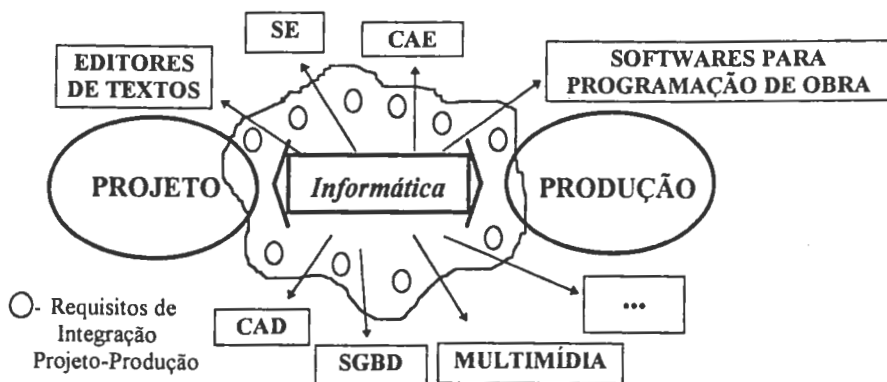 SE
CAE
EDITORES
DE TEXTOS
SOFTWARES PARA
PROGRAMAÇÃO DE OBRA
PROJETO
Informática
PRODUÇÃO
- Requisitos de
Integração
Projeto-Produção
CAD
SGBD
MULTIMÍDIA
...